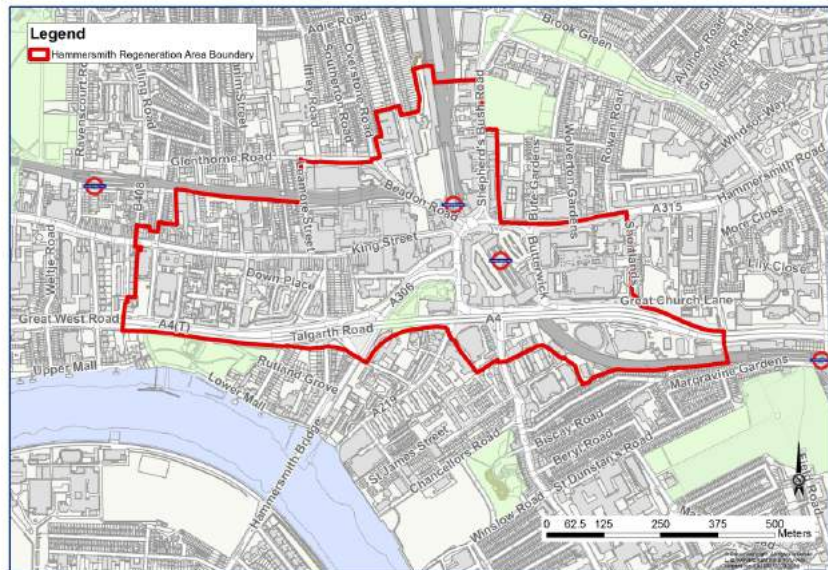 Legend
Hammersmith Regeneration Area Boundary
Adie Road
Brook Green
Ravenscourt Road
Southerton Road
Overstone Road
Shepherd's Bush Road
Glenthorne Road
Rowan Road
Wolverton Gardens
Bute Gardens
Windsor Way
Hammersmith Road
Beadon Road
A315
B408
King Street
Down Place
Butterwick
Shortlands
Weltje Road
A306
Great Church Lane
Great West Road
A4(T)
Talgarth Road
A4
Upper Mall
Lower Mall
Rutland Grove
A219
Margravine Gardens
Hammersmith Bridge
St James Street
Chancellors Road
Biscay Road
Beryl Road
St Dunstan's Road
Winslow Road
Lily Close
0 62.5 125 250 375 500
Meters